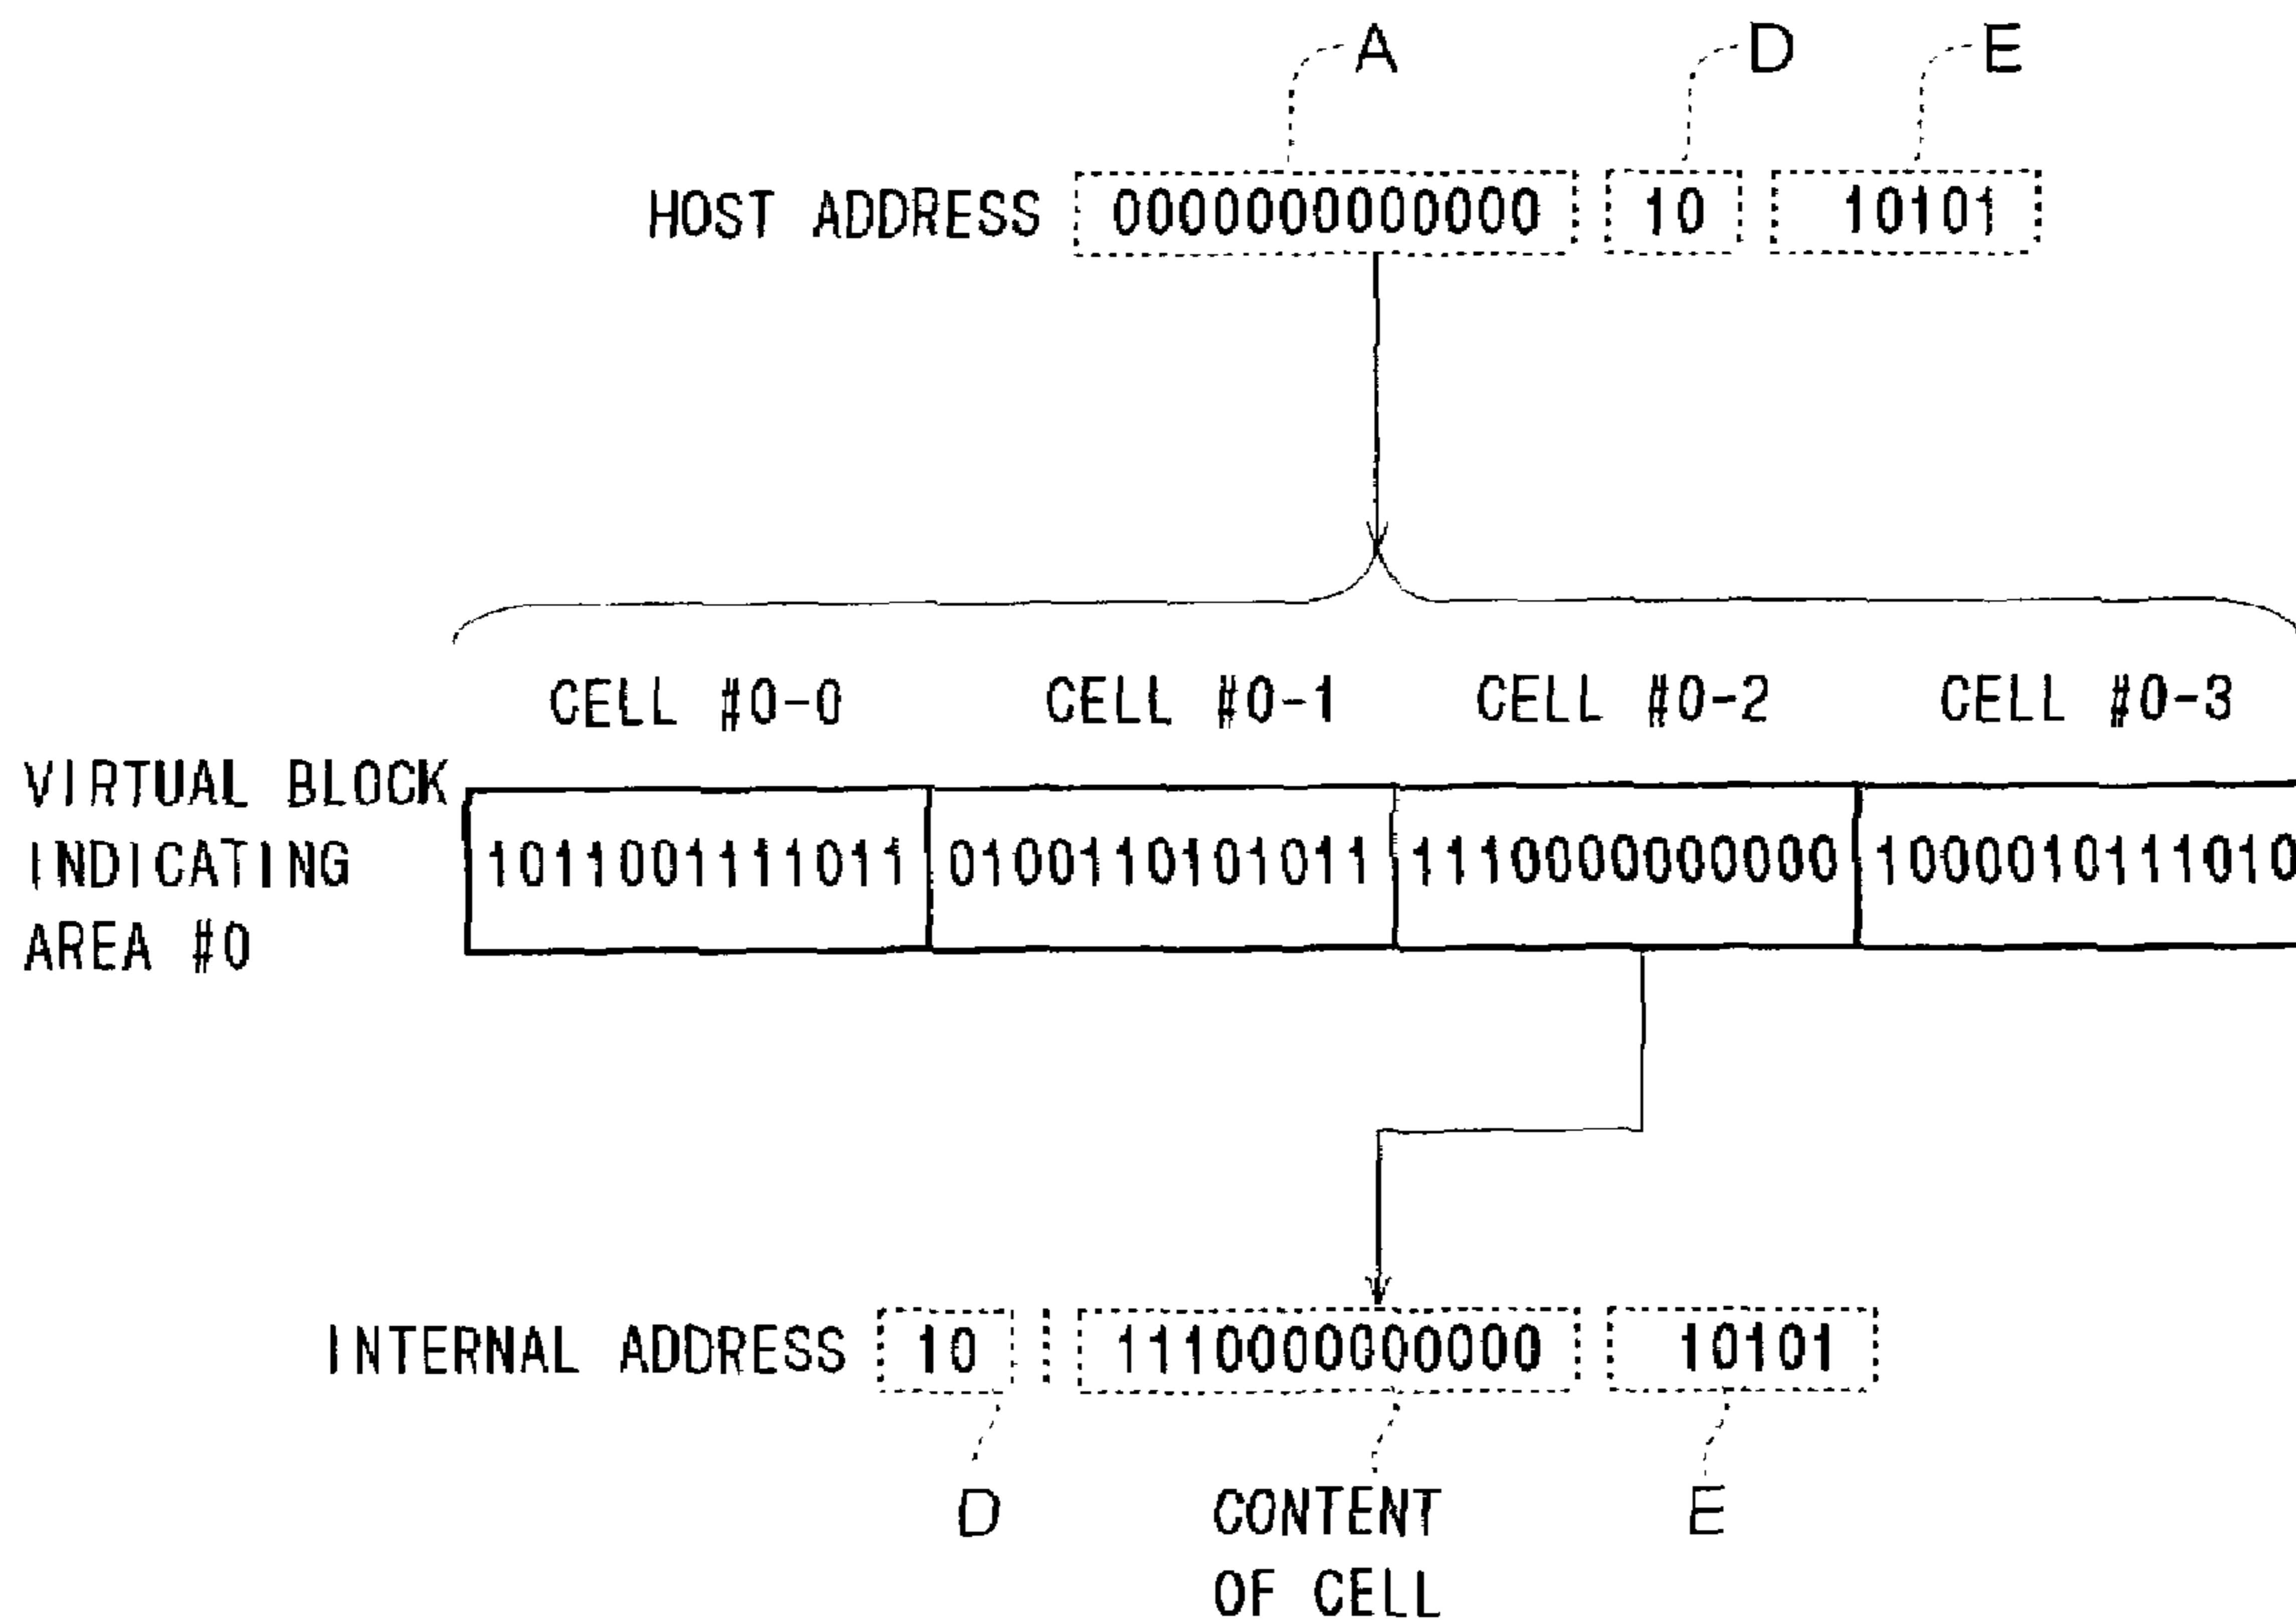 A D E
HOST ADDRESS 0000000000000 10 10101
CELL #0-0 CELL #0-1 CELL #0-2 CELL #0-3
VIRTUAL BLOCK
INDICATING
AREA #0
1011001111011 0100110101011 1110000000000 1000010111010
INTERNAL ADDRESS 10 1110000000000 10101
D CONTENT E
OF CELL